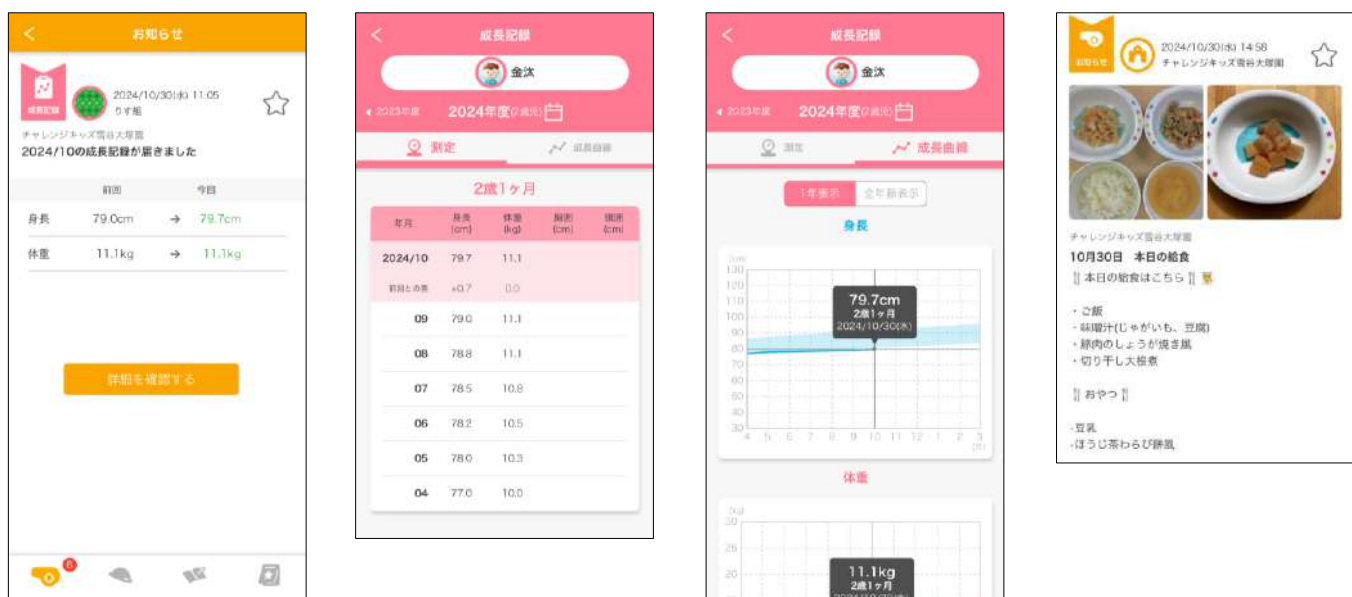 お知らせ
成長記録
2024/10/30(水) 11:05
りす組
チャレンジキッズ雪谷大塚園
2024/10の成長記録が届きました
前回 今回
身長 79.0cm → 79.7cm
体重 11.1kg → 11.1kg
詳細を確認する
6
成長記録
金汰
2023年度 2024年度(2歳児)
測定 成長曲線
2歳1ヶ月
年月 身長(cm) 体重(kg) 胸囲(cm) 頭囲(cm)
2024/10 79.7 11.1
前回との差 +0.7 0.0
09 79.0 11.1
08 78.8 11.1
07 78.5 10.8
06 78.2 10.5
05 78.0 10.3
04 77.0 10.0
成長記録
金汰
2023年度 2024年度(2歳児)
測定 成長曲線
1年表示 全年齢表示
身長
(cm)
130
120
110
100
90
80
70
60
50
40
30
79.7cm
2歳1ヶ月
2024/10/30(水)
4 5 6 7 8 9 10 11 12 1 2 3
(月)
体重
(kg)
30
25
20
11.1kg
2歳1ヶ月
2024/10/30(水)
お知らせ
2024/10/30(水) 14:58
チャレンジキッズ雪谷大塚園
チャレンジキッズ雪谷大塚園
10月30日 本日の給食
本日の給食はこちら
・ご飯
・味噌汁(じゃがいも、豆腐)
・豚肉のしょうが焼き風
・切り干し大根煮
おやつ
・豆乳
・ほうじ茶わらび餅風